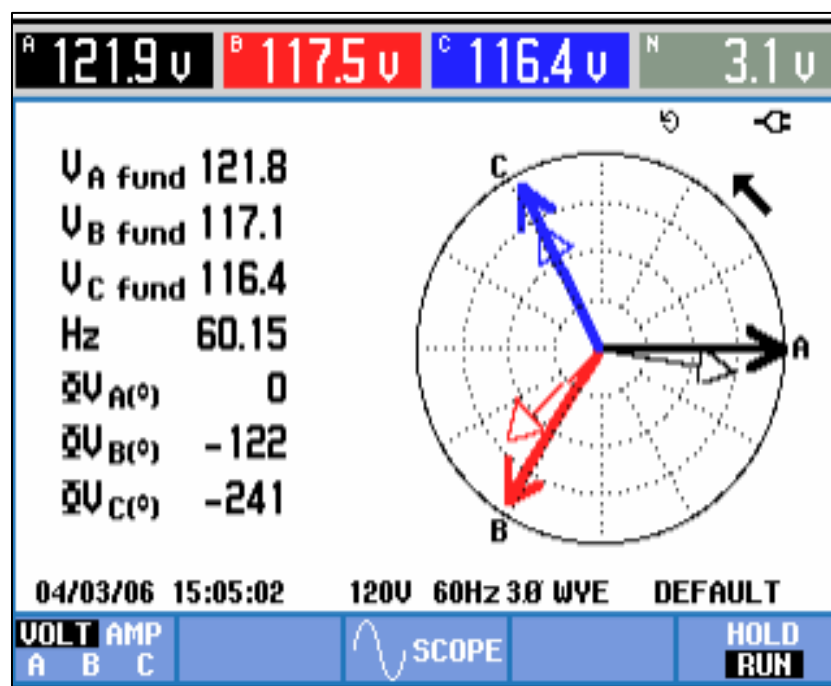 A 121.9 V B 117.5 V C 116.4 V N 3.1 V
VA fund 121.8
VB fund 117.1
VC fund 116.4
Hz 60.15
ΦVA(°) 0
ΦVB(°) -122
ΦVC(°) -241
C
A
B
04/03/06 15:05:02 120V 60Hz 3Ø WYE DEFAULT
VOLT AMP SCOPE HOLD
A B C RUN